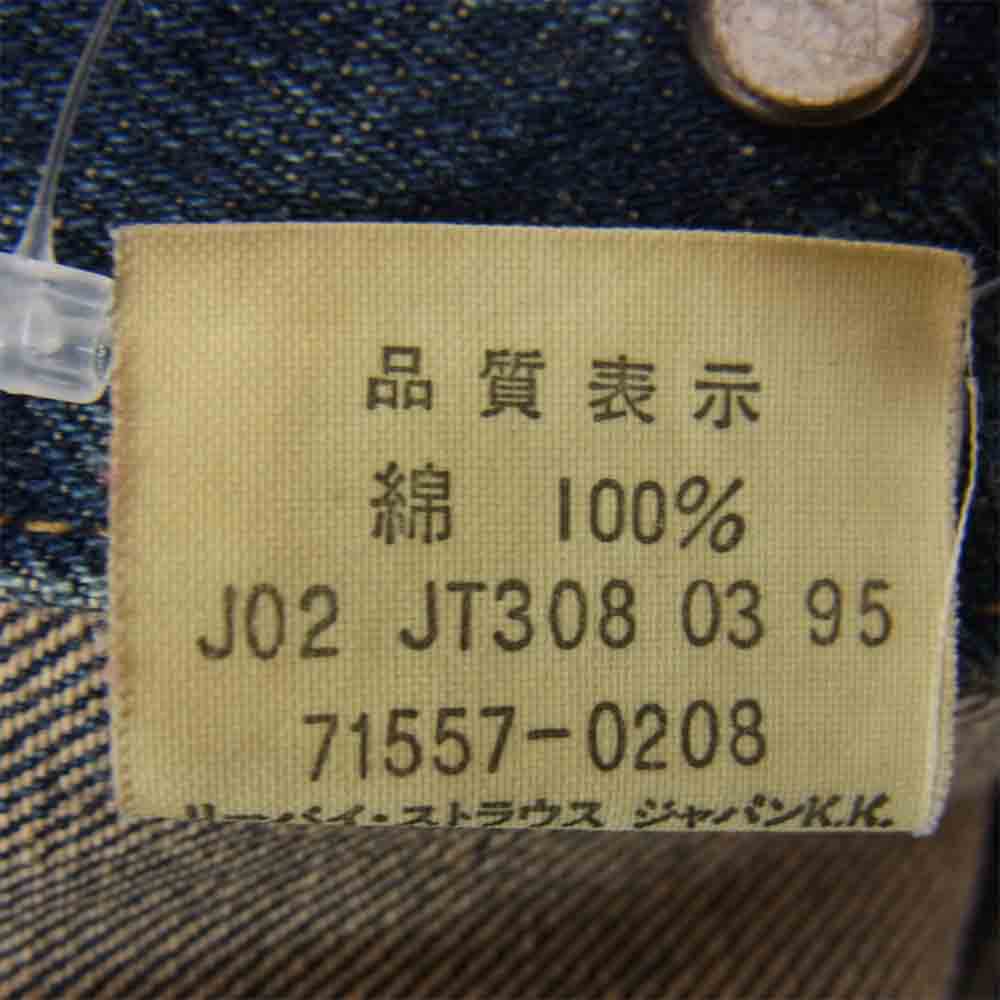 品質表示
綿 100%
J02 JT308 03 95
71557-0208
リーバイ・ストラウス ジャパンK.K.